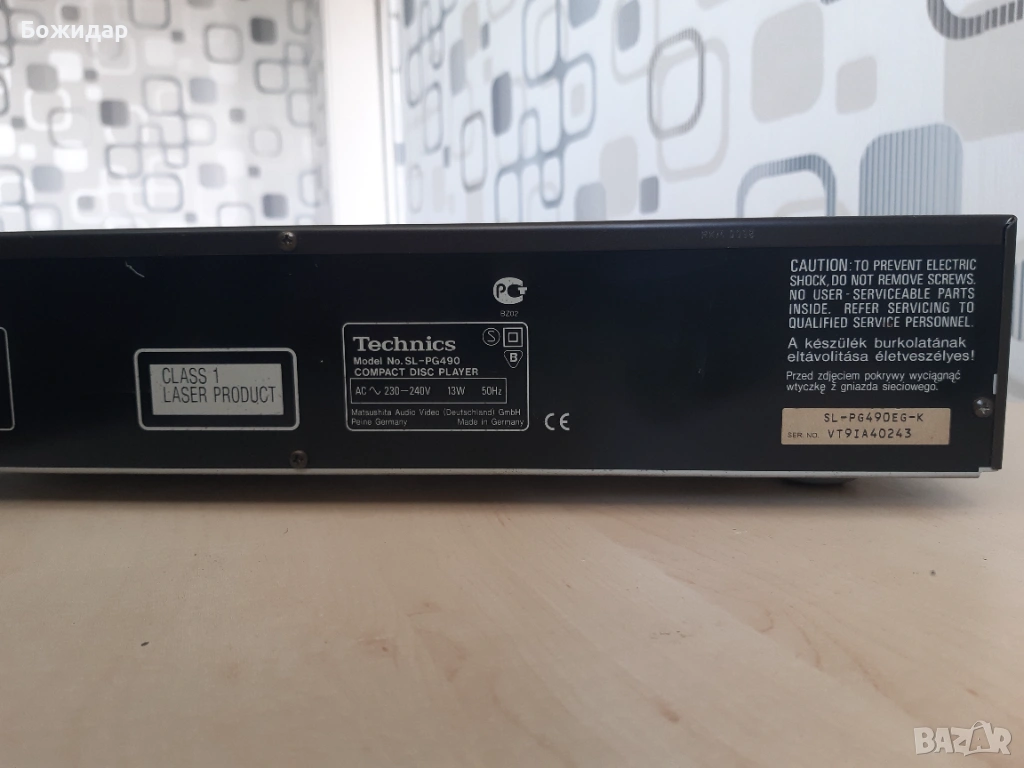 Божидар
CAUTION: TO PREVENT ELECTRIC
SHOCK, DO NOT REMOVE SCREWS.
NO USER-SERVICEABLE PARTS
INSIDE. REFER SERVICING TO
QUALIFIED SERVICE PERSONNEL.
A készülék burkolatának
eltávolítása életveszélyes!
Przed zdjęciem pokrywy wyciągnąć
wtyczkę z gniazda sieciowego.
BZ02
Technics
Model No. SL-PG490
COMPACT DISC PLAYER
S
B
AC ∿ 230-240V 13W 50Hz
Matsushita Audio Video (Deutschland) GmbH
Peine Germany Made in Germany
CE
CLASS 1
LASER PRODUCT
SL-PG490EG-K
SER. NO. VT9IA40243
BAZAR